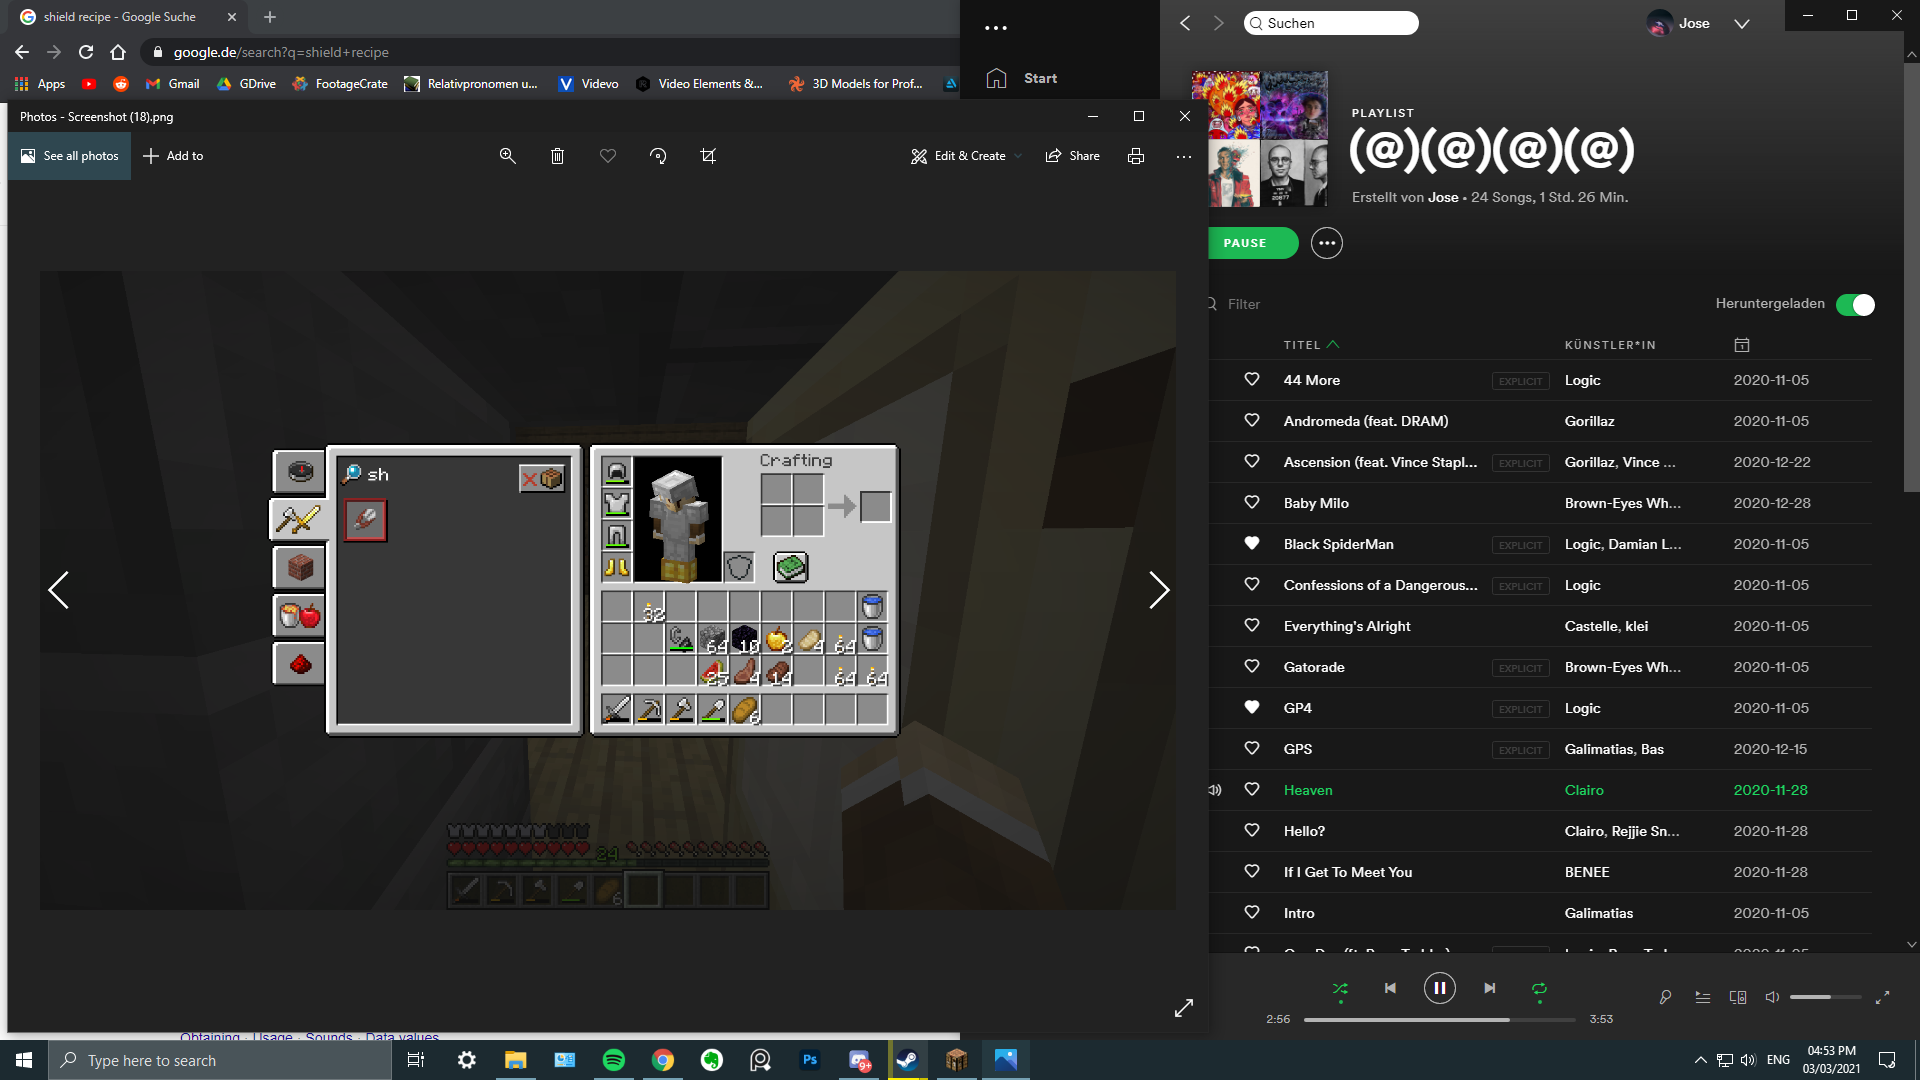 shield recipe - Google Suche
google.de/search?q=shield+recipe
Apps
Gmail
GDrive
FootageCrate
Relativpronomen u...
Videvo
Video Elements &...
3D Models for Prof...
Photos - Screenshot (18).png
See all photos
Add to
Edit & Create
Share
sh
Crafting
32
64 10 2 4 64
25 4 14 64 64
6
24
6
Obtaining · Usage · Sounds · Data values
Start
Suchen
Jose
PLAYLIST
(@)(@)(@)(@)
Erstellt von Jose • 24 Songs, 1 Std. 26 Min.
PAUSE
Filter
Heruntergeladen
TITEL KÜNSTLER*IN
44 More EXPLICIT Logic 2020-11-05
Andromeda (feat. DRAM) Gorillaz 2020-11-05
Ascension (feat. Vince Stapl... EXPLICIT Gorillaz, Vince ... 2020-12-22
Baby Milo Brown-Eyes Wh... 2020-12-28
Black SpiderMan EXPLICIT Logic, Damian L... 2020-11-05
Confessions of a Dangerous... EXPLICIT Logic 2020-11-05
Everything's Alright Castelle, klei 2020-11-05
Gatorade EXPLICIT Brown-Eyes Wh... 2020-11-05
GP4 EXPLICIT Logic 2020-11-05
GPS EXPLICIT Galimatias, Bas 2020-12-15
Heaven Clairo 2020-11-28
Hello? Clairo, Rejjie Sn... 2020-11-28
If I Get To Meet You BENEE 2020-11-28
Intro Galimatias 2020-11-05
2:56 3:53
Type here to search
Ps
9+
ENG
04:53 PM
03/03/2021